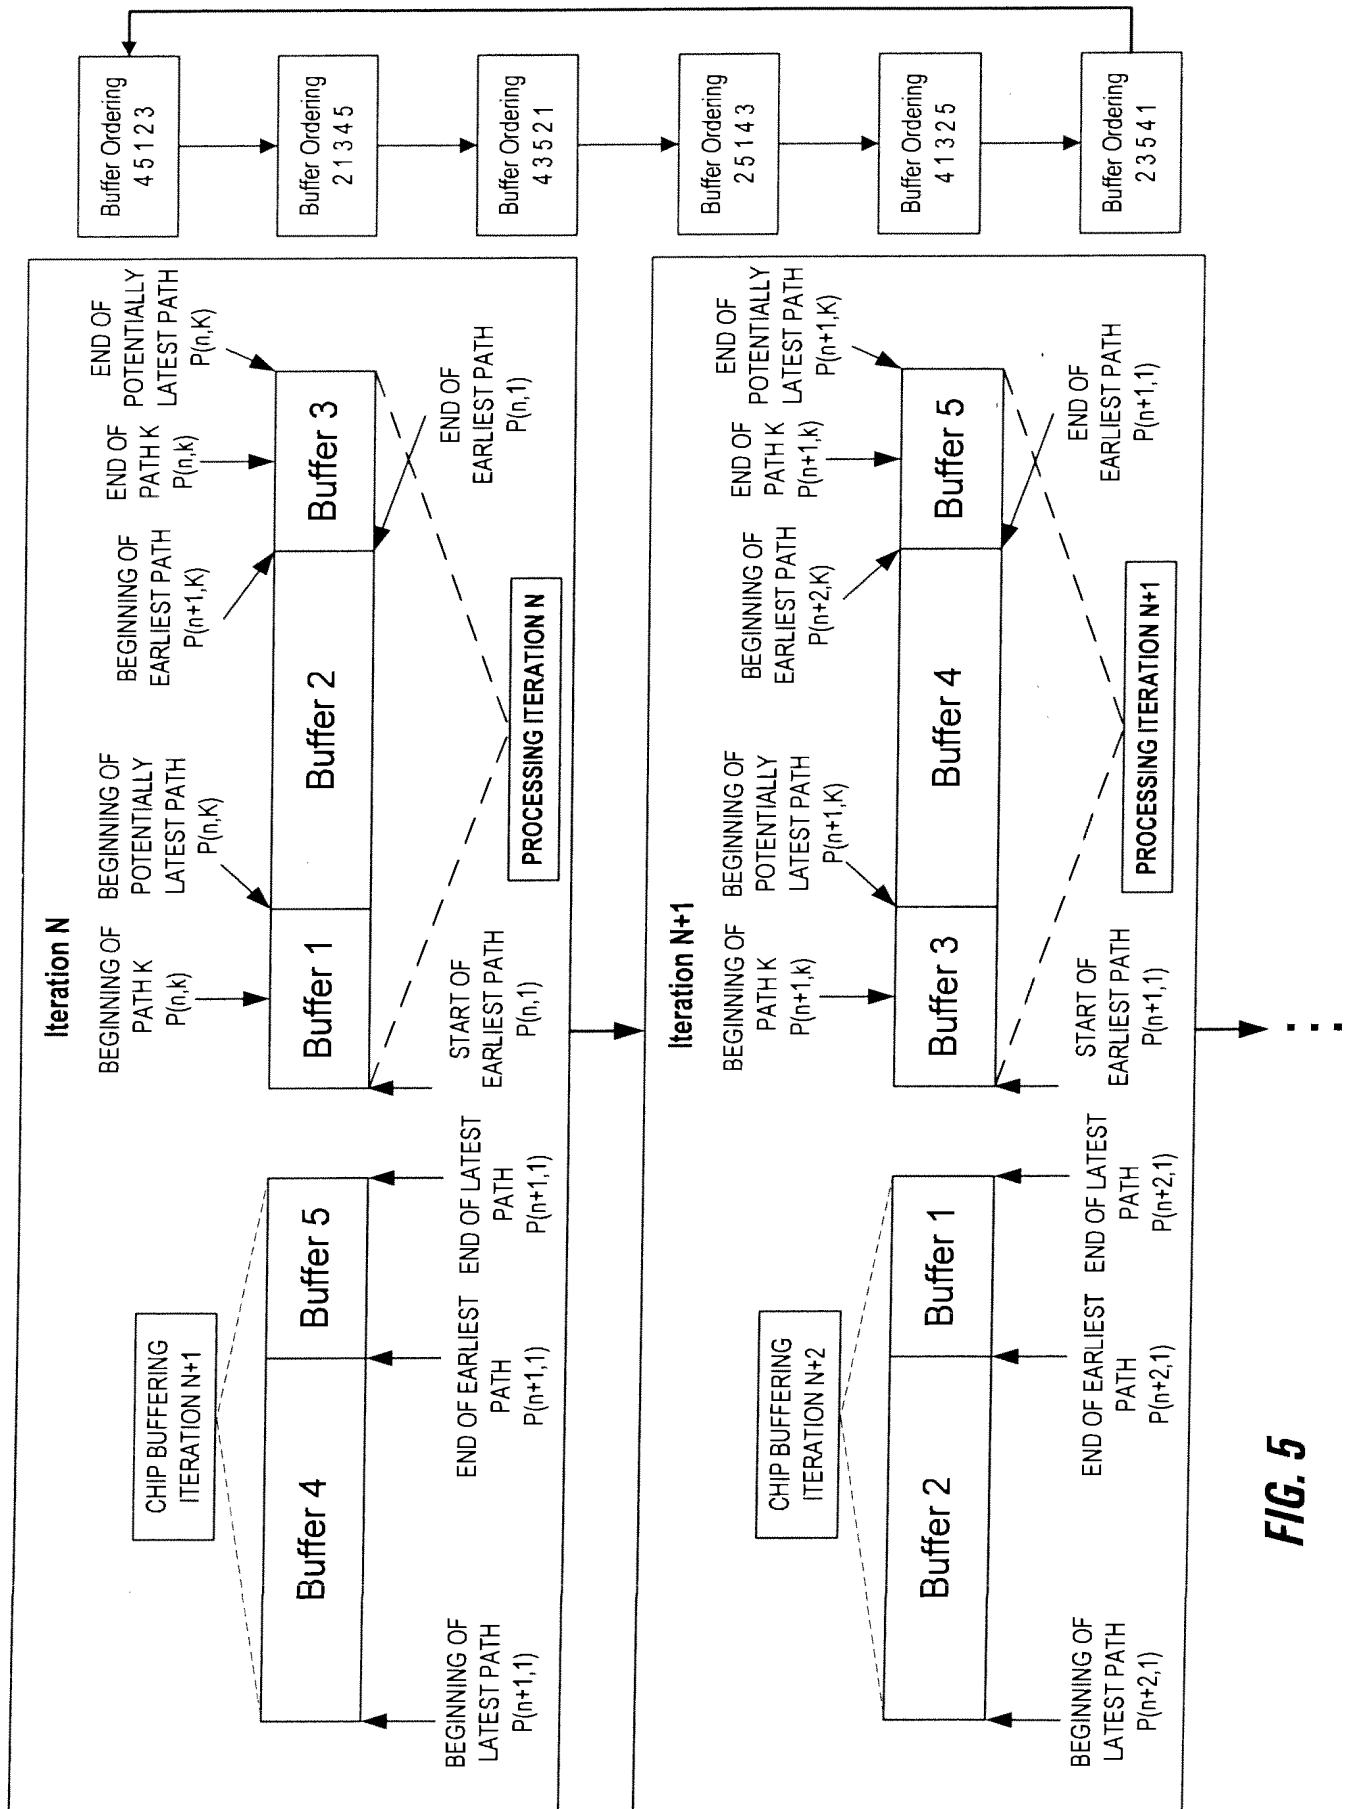 Iteration N
CHIP BUFFERING
ITERATION N+1
Buffer 4
Buffer 5
BEGINNING OF
LATEST PATH
P(n+1,1)
END OF EARLIEST
PATH
P(n+1,1)
END OF LATEST
PATH
P(n+1,1)
BEGINNING OF
PATH K
P(n,k)
BEGINNING OF
POTENTIALLY
LATEST PATH
P(n,K)
BEGINNING OF
EARLIEST PATH
P(n+1,K)
END OF
PATH K
P(n,k)
END OF
POTENTIALLY
LATEST PATH
P(n,K)
Buffer 1
Buffer 2
Buffer 3
START OF
EARLIEST PATH
P(n,1)
END OF
EARLIEST PATH
P(n,1)
PROCESSING ITERATION N
Iteration N+1
CHIP BUFFERING
ITERATION N+2
Buffer 2
Buffer 1
BEGINNING OF
LATEST PATH
P(n+2,1)
END OF EARLIEST
PATH
P(n+2,1)
END OF LATEST
PATH
P(n+2,1)
BEGINNING OF
PATH K
P(n+1,k)
BEGINNING OF
POTENTIALLY
LATEST PATH
P(n+1,K)
BEGINNING OF
EARLIEST PATH
P(n+2,K)
END OF
PATH K
P(n+1,k)
END OF
POTENTIALLY
LATEST PATH
P(n+1,K)
Buffer 3
Buffer 4
Buffer 5
START OF
EARLIEST PATH
P(n+1,1)
END OF
EARLIEST PATH
P(n+1,1)
PROCESSING ITERATION N+1
Buffer Ordering
4 5 1 2 3
Buffer Ordering
2 1 3 4 5
Buffer Ordering
4 3 5 2 1
Buffer Ordering
2 5 1 4 3
Buffer Ordering
4 1 3 2 5
Buffer Ordering
2 3 5 4 1
FIG. 5